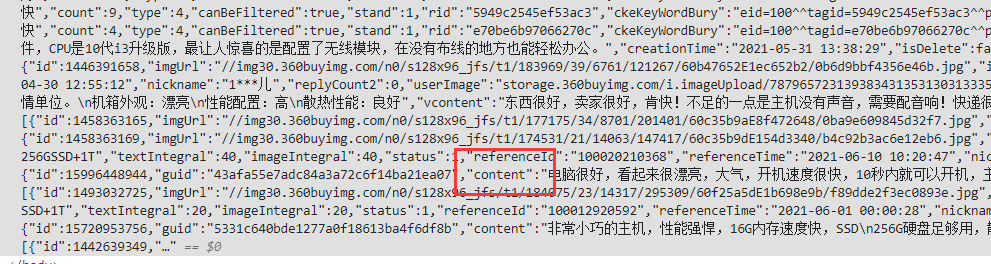 快","count":9,"type":4,"canBeFiltered":true,"stand":1,"rid":"5949c2545ef53ac3","ckeKeyWordBury":"eid=100^^tagid=5949c2545ef53ac3^^p
快","count":4,"type":4,"canBeFiltered":true,"stand":1,"rid":"e70be6b97066270c","ckeKeyWordBury":"eid=100^^tagid=e70be6b97066270c^^p
件，CPU是10代i3升级版，最让人惊喜的是配置了无线模块，在没有布线的地方也能轻松办公。","creationTime":"2021-05-31 13:38:29","isDelete":fa
{"id":1446391658,"imgUrl":"//img30.360buyimg.com/n0/s128x96_jfs/t1/183969/39/6761/121267/60b47652E1ec652b2/0b6d9bbf4356e46b.jpg","i
04-30 12:55:12","nickname":"1***儿","replyCount2":0,"userImage":"storage.360buyimg.com/i.imageUpload/7879657231393834313531303133335
情单位。\n机箱外观：漂亮\n性能配置：高\n散热性能：良好","vcontent":"东西很好，卖家很好，肯快！不足的一点是主机没有声音，需要配音响！快递很
[{"id":1458363165,"imgUrl":"//img30.360buyimg.com/n0/s128x96_jfs/t1/177175/34/8701/201401/60c35b9aE8f472648/0ba9e609845d32f7.jpg","
{"id":1458363169,"imgUrl":"//img30.360buyimg.com/n0/s128x96_jfs/t1/174531/21/14063/147417/60c35b9dE154d3340/b4c92b3ac6e12eb6.jpg","
256GSSD+1T","textIntegral":40,"imageIntegral":40,"status":1,"referenceId":"100020210368","referenceTime":"2021-06-10 10:20:47","nic
{"id":15996448944,"guid":"43afa55e7adc84a3a72c6f14ba21ea07","content":"电脑很好，看起来很漂亮，大气，开机速度很快，10秒内就可以开机，主
[{"id":1493032725,"imgUrl":"//img30.360buyimg.com/n0/s128x96_jfs/t1/184075/23/14317/295309/60f25a5dE1b698e9b/f89dde2f3ec0893e.jpg",
SSD+1T","textIntegral":20,"imageIntegral":20,"status":1,"referenceId":"100012920592","referenceTime":"2021-06-01 00:00:28","nicknam
{"id":15720953756,"guid":"5331c640bde1277a0f18613ba4f6df8b","content":"非常小巧的主机，性能强悍，16G内存速度快，SSD\n256G硬盘足够用，
[{"id":1442639349,"…" == $0